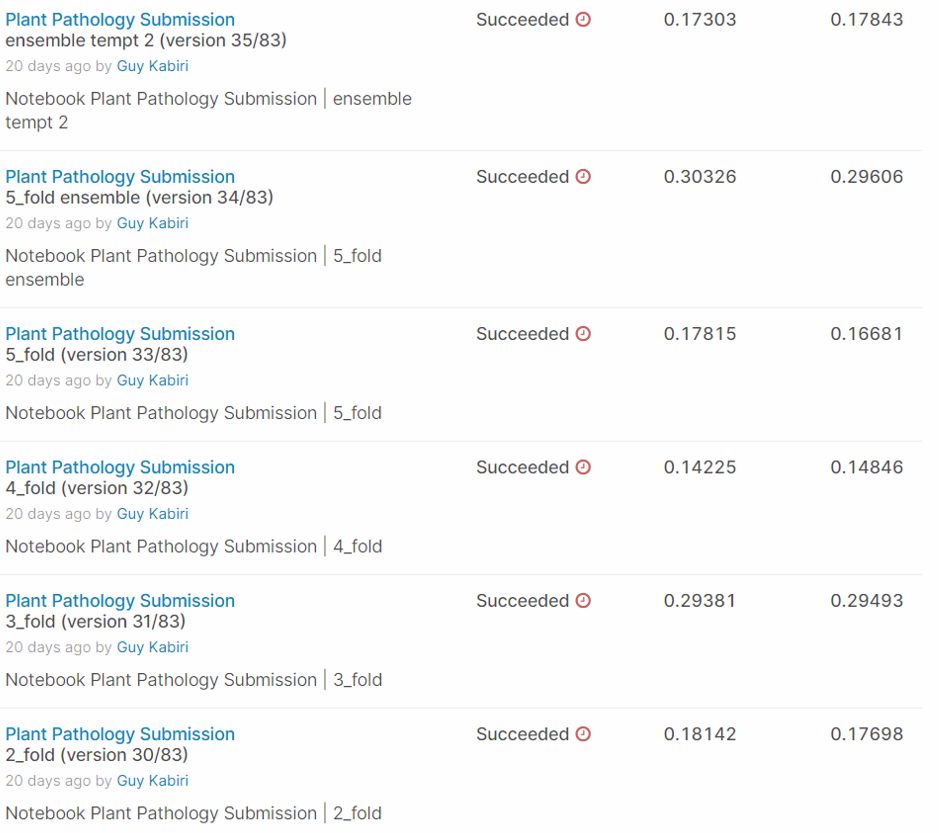 Plant Pathology Submission Succeeded 0.17303 0.17843
ensemble tempt 2 (version 35/83)
20 days ago by Guy Kabiri
Notebook Plant Pathology Submission | ensemble
tempt 2
Plant Pathology Submission Succeeded 0.30326 0.29606
5_fold ensemble (version 34/83)
20 days ago by Guy Kabiri
Notebook Plant Pathology Submission | 5_fold
ensemble
Plant Pathology Submission Succeeded 0.17815 0.16681
5_fold (version 33/83)
20 days ago by Guy Kabiri
Notebook Plant Pathology Submission | 5_fold
Plant Pathology Submission Succeeded 0.14225 0.14846
4_fold (version 32/83)
20 days ago by Guy Kabiri
Notebook Plant Pathology Submission | 4_fold
Plant Pathology Submission Succeeded 0.29381 0.29493
3_fold (version 31/83)
20 days ago by Guy Kabiri
Notebook Plant Pathology Submission | 3_fold
Plant Pathology Submission Succeeded 0.18142 0.17698
2_fold (version 30/83)
20 days ago by Guy Kabiri
Notebook Plant Pathology Submission | 2_fold